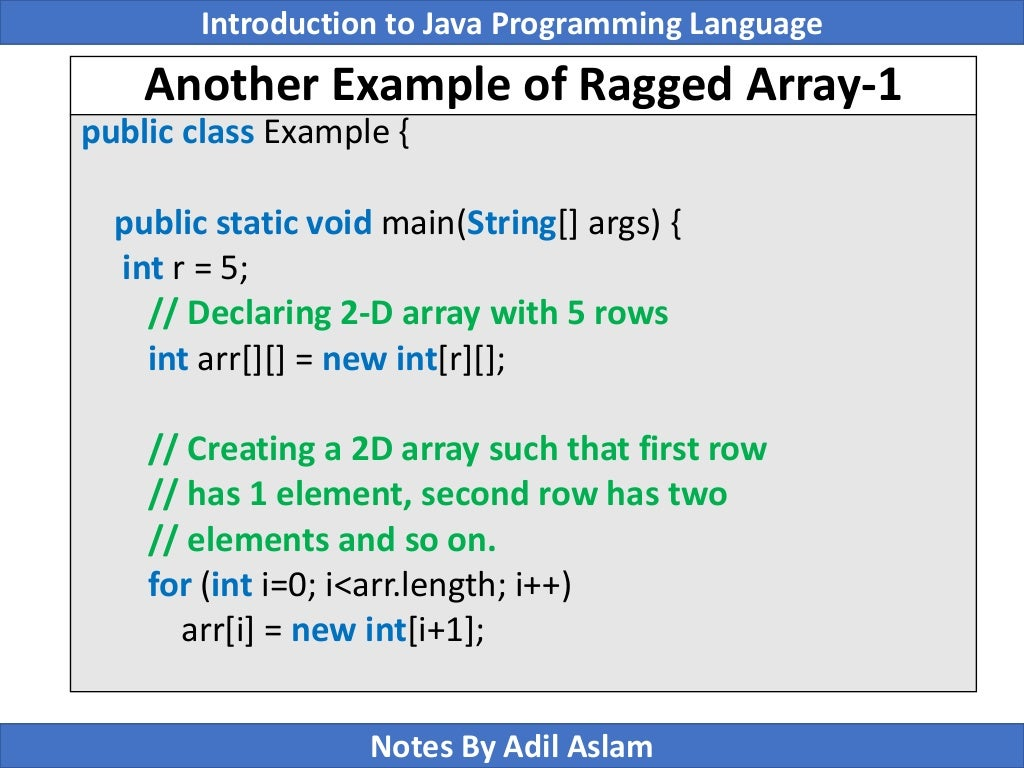 Introduction to Java Programming Language
Another Example of Ragged Array-1
public class Example {
public static void main(String[] args) {
int r = 5;
// Declaring 2-D array with 5 rows
int arr[][] = new int[r][];
// Creating a 2D array such that first row
// has 1 element, second row has two
// elements and so on.
for (int i=0; i<arr.length; i++)
arr[i] = new int[i+1];
Notes By Adil Aslam